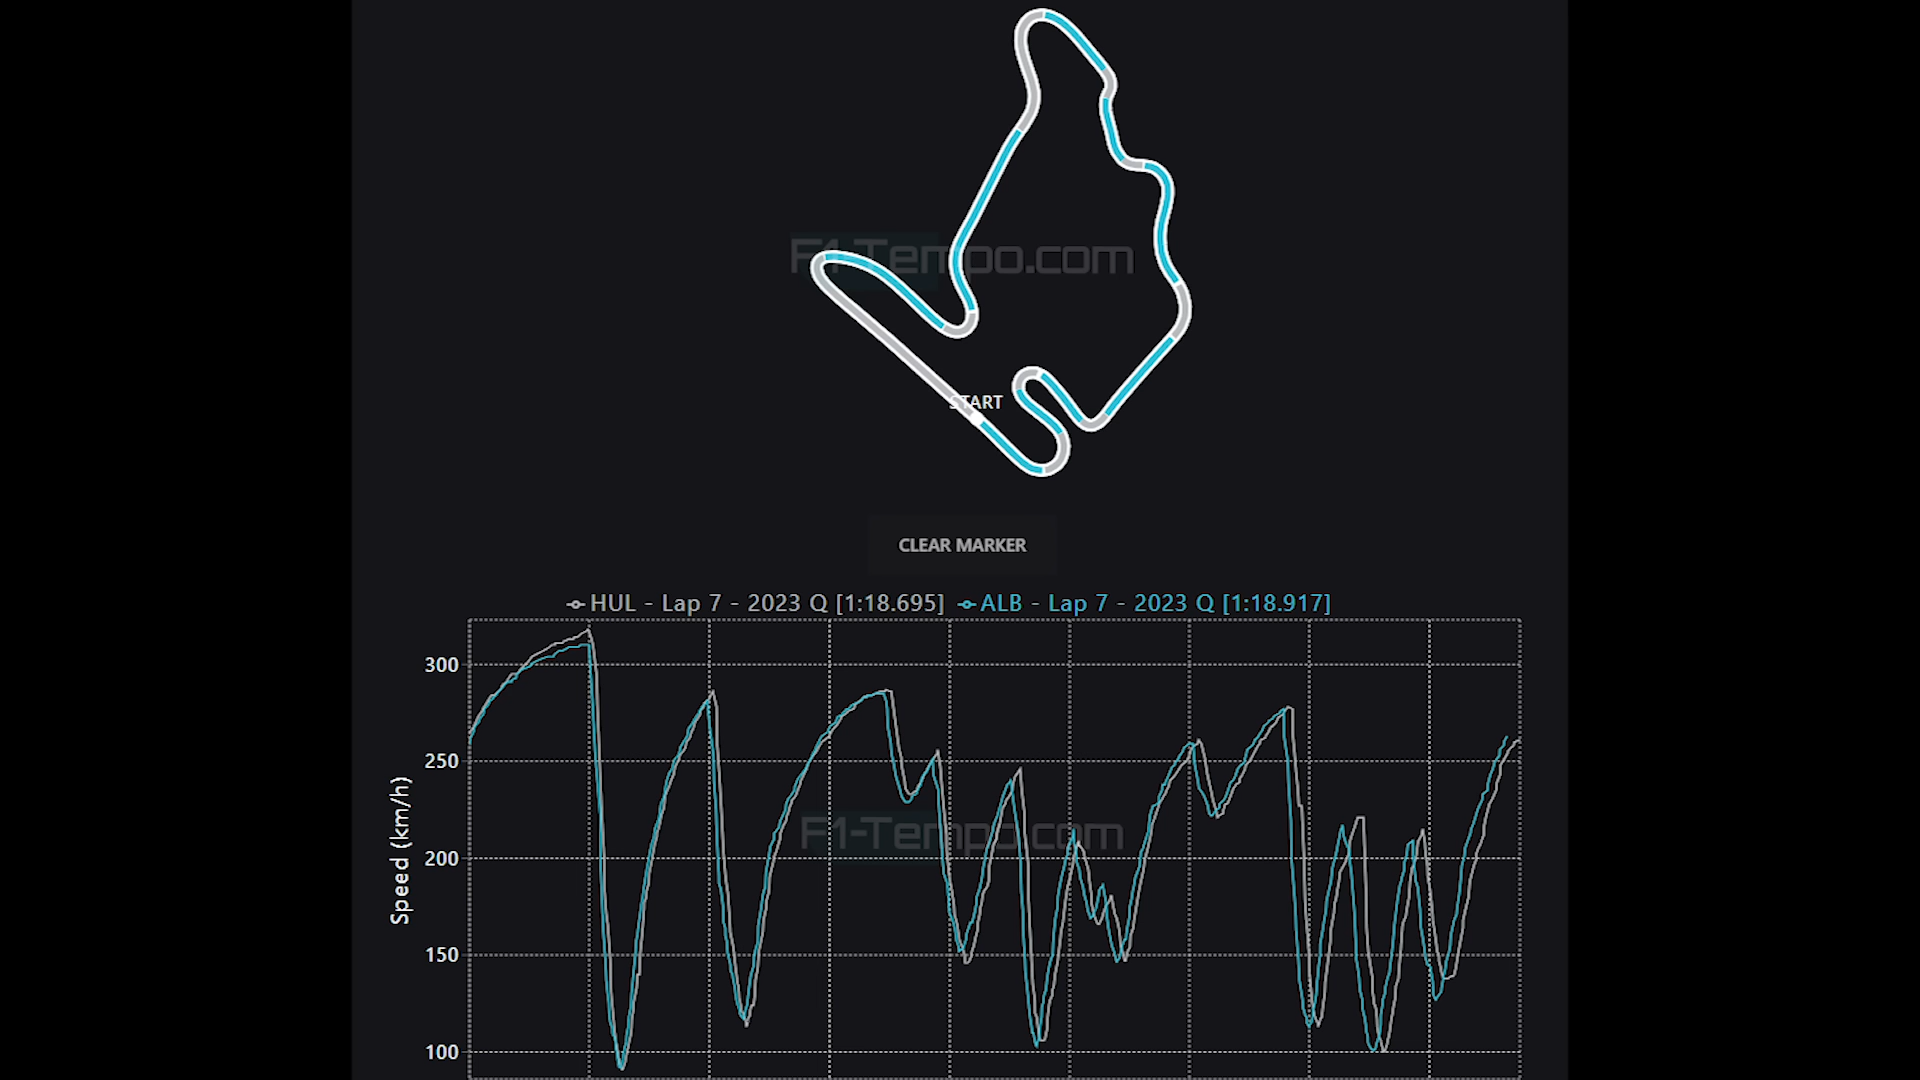 F1-Tempo.com
START
CLEAR MARKER
HUL - Lap 7 - 2023 Q [1:18.695] ALB - Lap 7 - 2023 Q [1:18.917]
300
250
F1-Tempo.com
200
150
100
Speed (km/h)